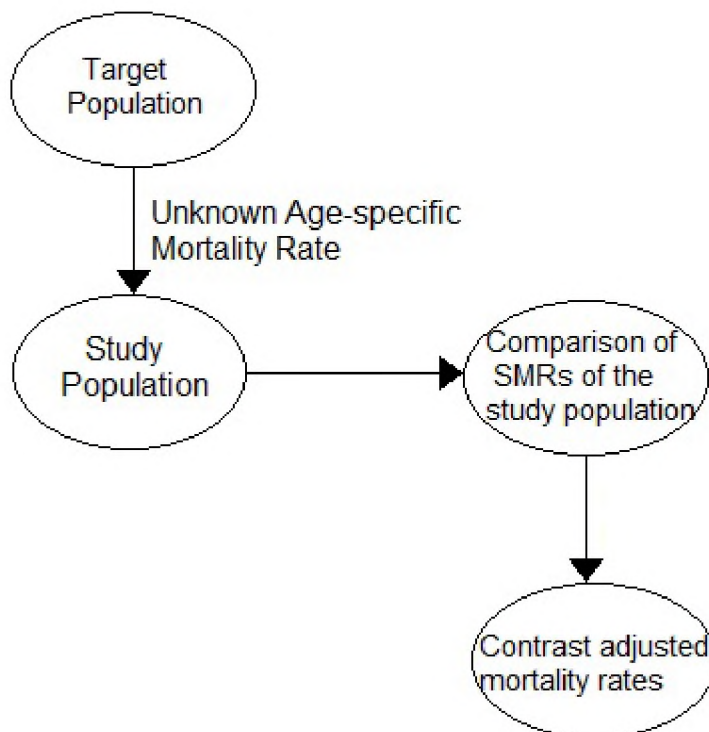 Target
Population
Unknown Age-specific
Mortality Rate
Study
Population
Comparison of
SMRs of the
study population
Contrast adjusted
mortality rates